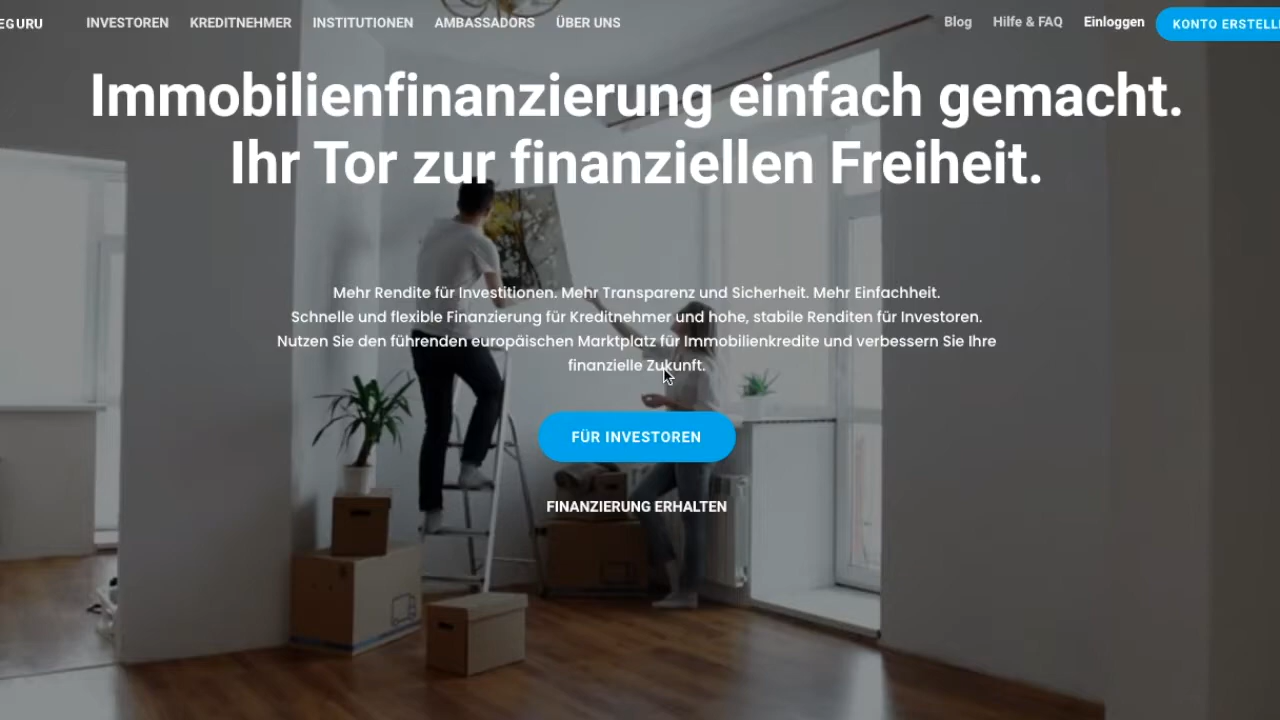 EGURU INVESTOREN KREDITNEHMER INSTITUTIONEN AMBASSADORS ÜBER UNS Blog Hilfe & FAQ Einloggen KONTO ERSTELL
Immobilienfinanzierung einfach gemacht.
Ihr Tor zur finanziellen Freiheit.
Mehr Rendite für Investitionen. Mehr Transparenz und Sicherheit. Mehr Einfachheit.
Schnelle und flexible Finanzierung für Kreditnehmer und hohe, stabile Renditen für Investoren.
Nutzen Sie den führenden europäischen Marktplatz für Immobilienkredite und verbessern Sie Ihre
finanzielle Zukunft.
FÜR INVESTOREN
FINANZIERUNG ERHALTEN